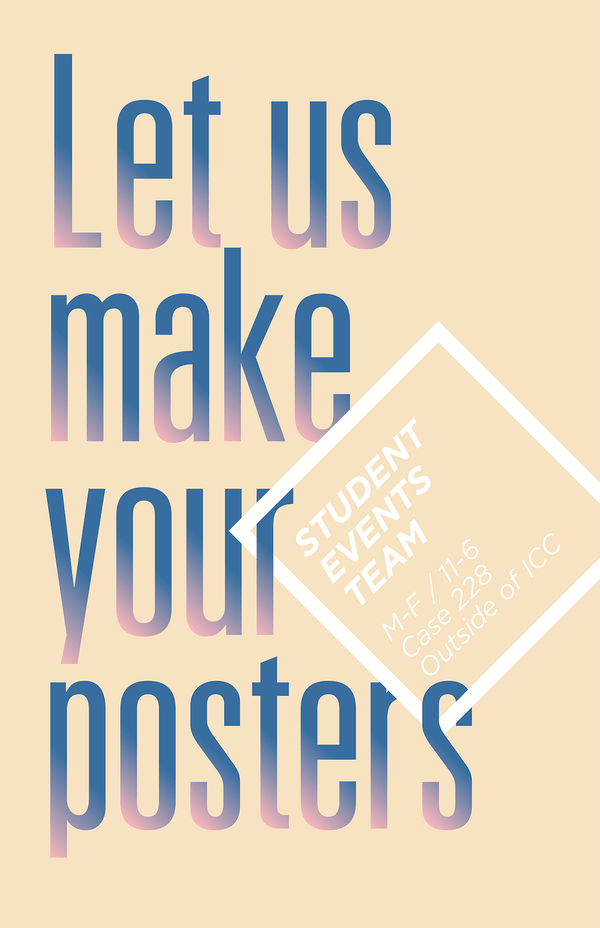 Let us
make
your
posters
STUDENT
EVENTS
TEAM
M-F / 11-6
Case 228
Outside of ICC